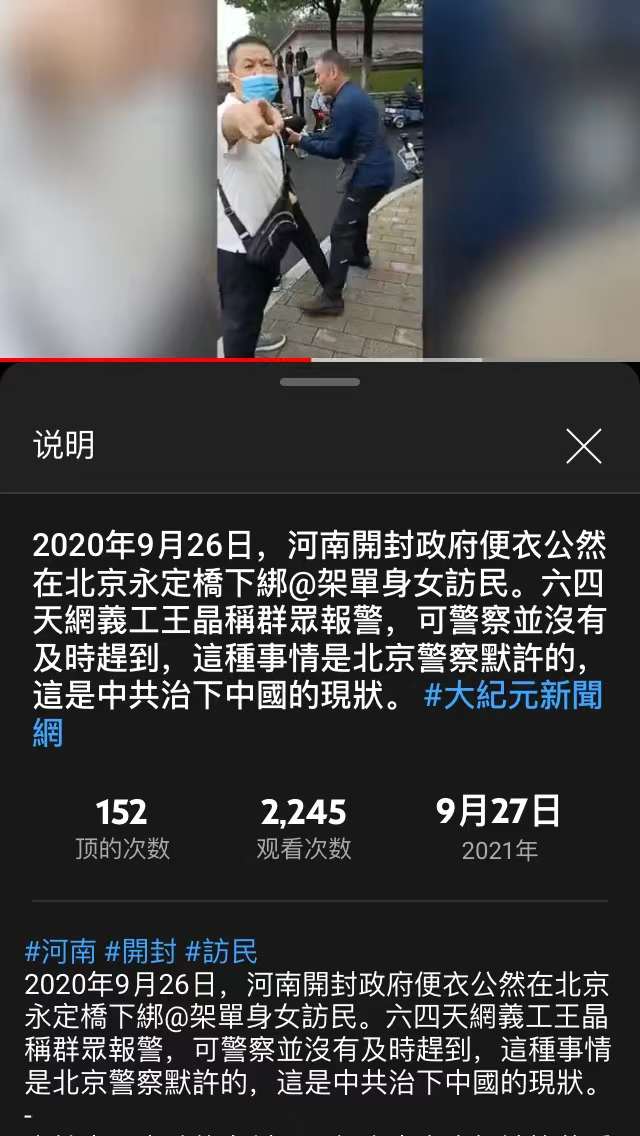 说明
2020年9月26日，河南開封政府便衣公然
在北京永定橋下綁@架單身女訪民。六四
天網義工王晶稱群眾報警，可警察並沒有
及時趕到，這種事情是北京警察默許的，
這是中共治下中國的現狀。 #大紀元新聞
網
152 2,245 9月27日
顶的次数 观看次数 2021年
#河南 #開封 #訪民
2020年9月26日，河南開封政府便衣公然在北京
永定橋下綁@架單身女訪民。六四天網義工王晶
稱群眾報警，可警察並沒有及時趕到，這種事情
是北京警察默許的，這是中共治下中國的現狀。
-